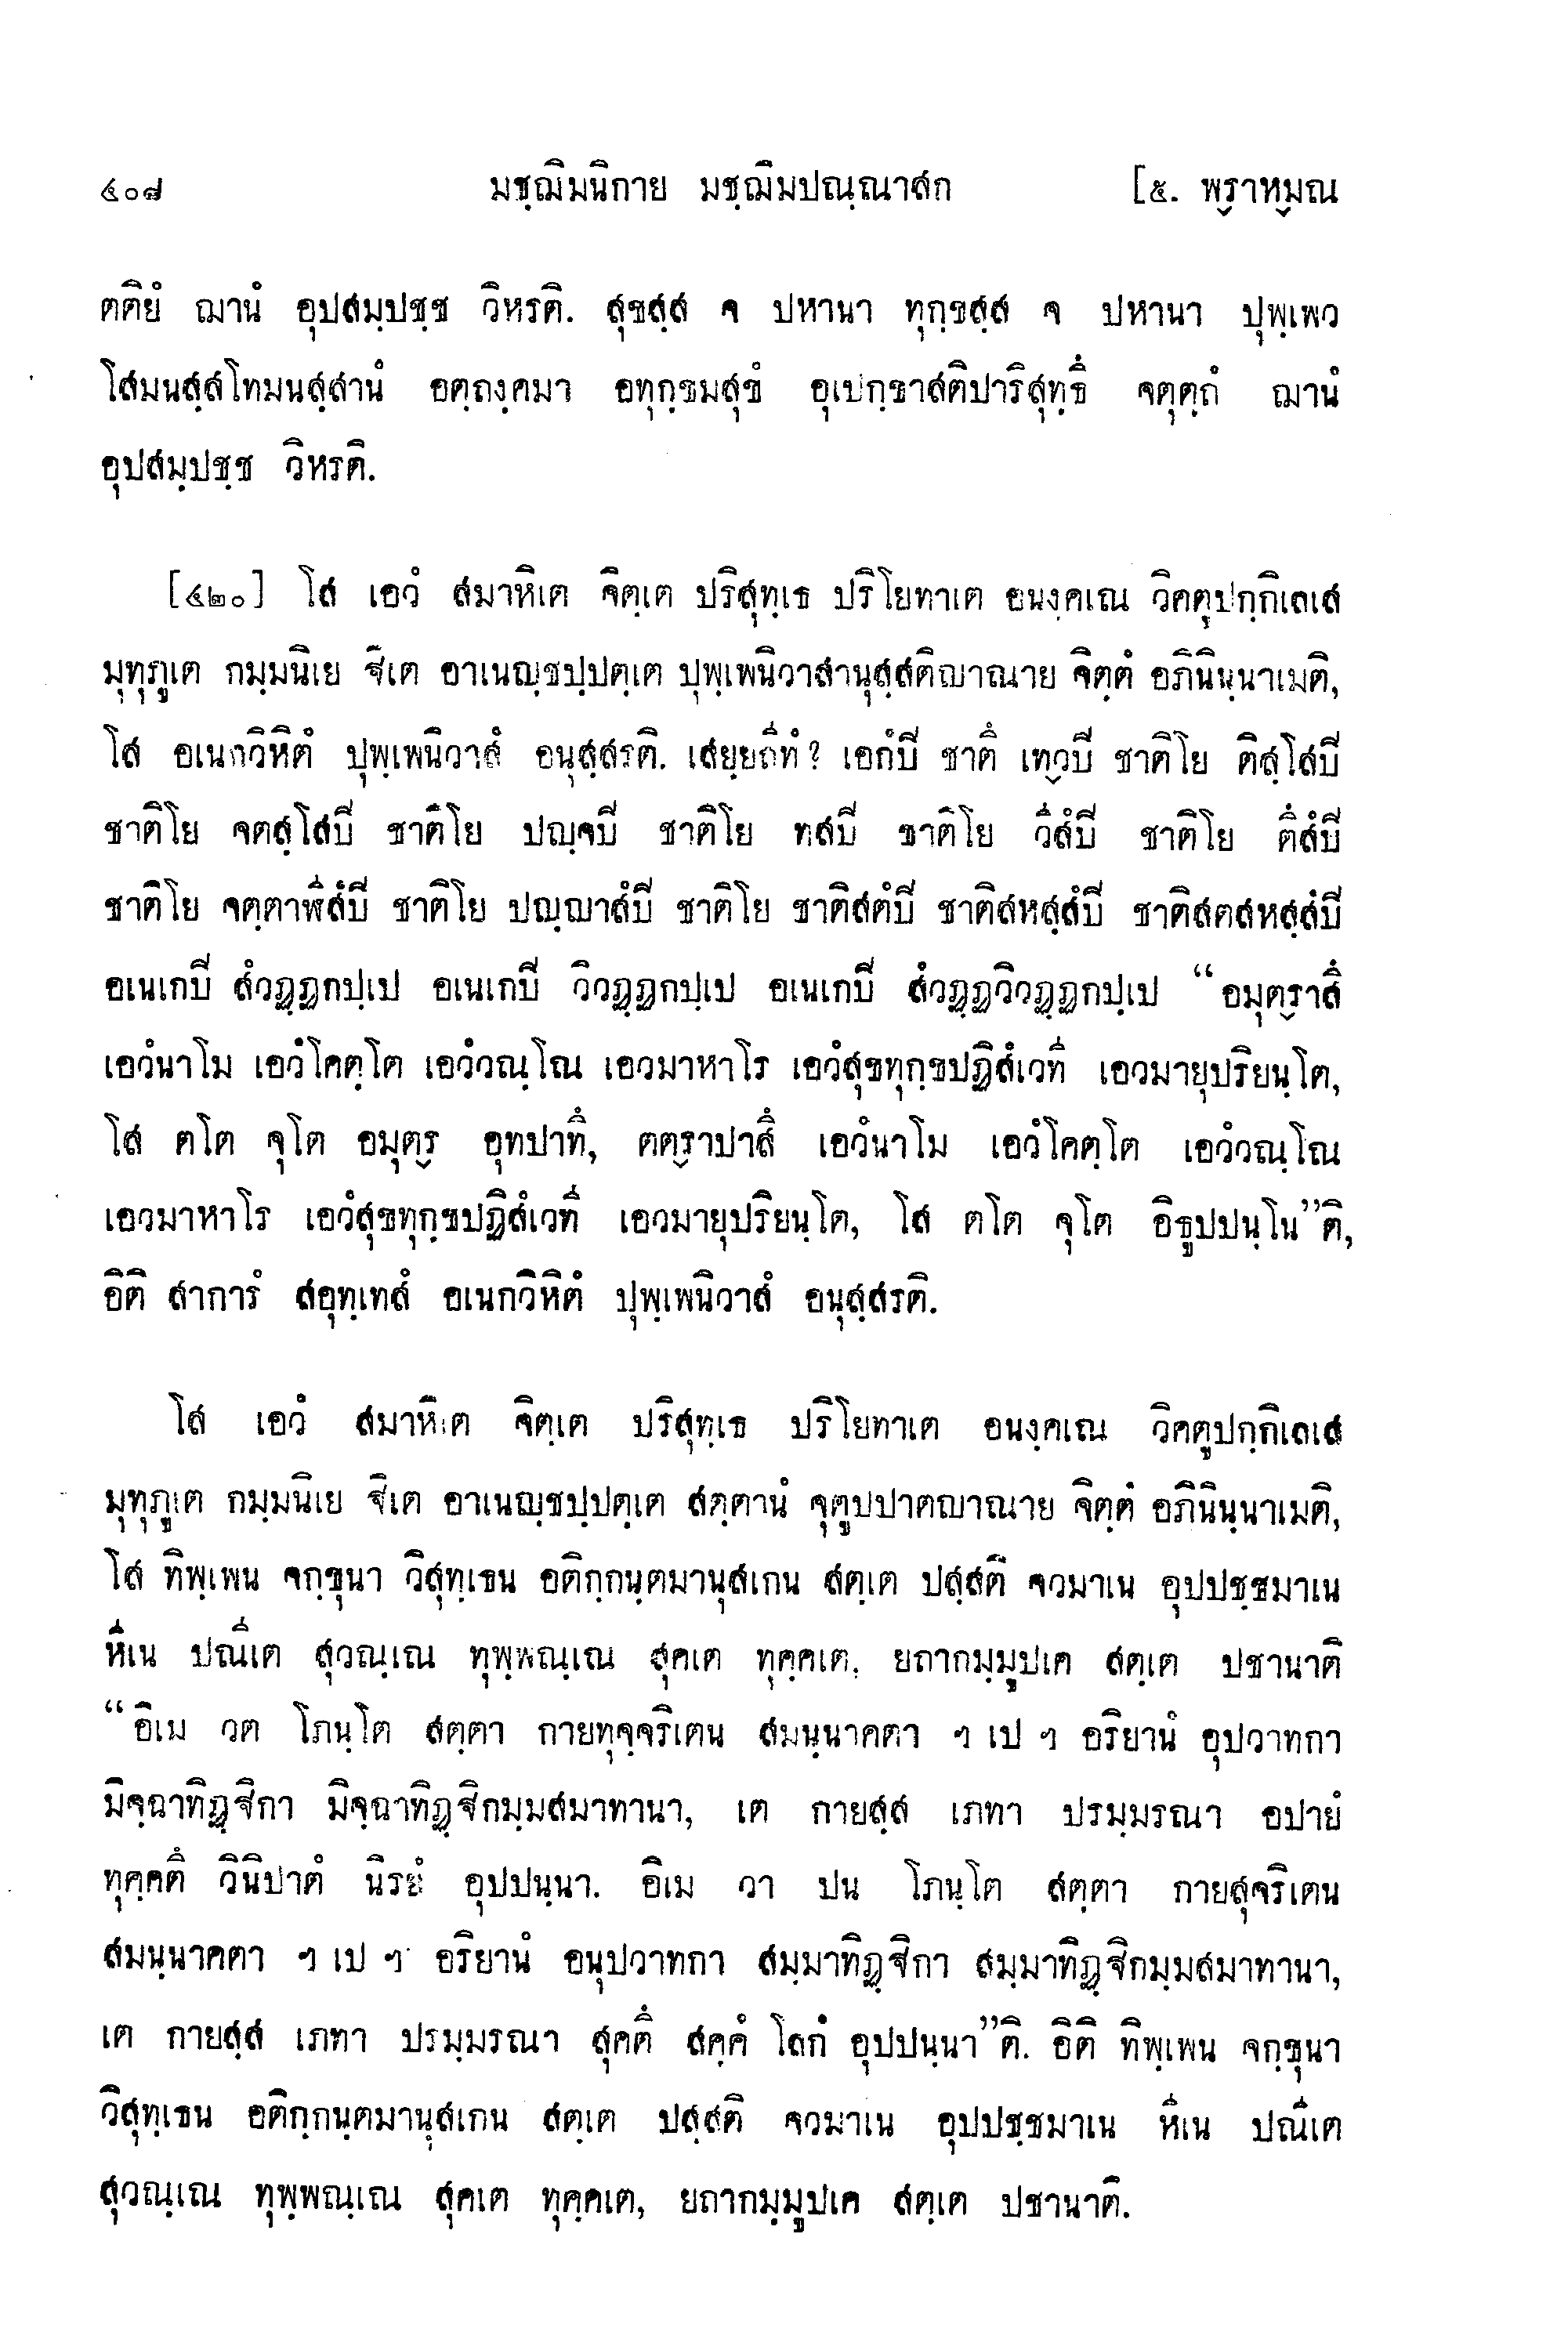 ๔๐๘ มชฺฌิมนิกาย มชฺฌิมปณฺณาสก [๕. พฺราหฺมณ
ตติยํ ฌานํ อุปสมฺปชฺช วิหรติ. สุขสฺส จ ปหานา ทุกฺขสฺส จ ปหานา ปุพฺเพว
โสมนสฺสโทมนสฺสานํ อตฺถงฺคมา อทุกฺขมสุขํ อุเปกฺขาสติปาริสุทฺธึ จตุตฺถํ ฌานํ
อุปสมฺปชฺช วิหรติ.
[๔๒๐] โส เอวํ สมาหิเต จิตฺเต ปริสุทฺเธ ปริโยทาเต อนงฺคเณ วิคตูปกฺกิเลเส
มุทุภูเต กมฺมนิเย ฐิเต อาเนญฺชปฺปตฺเต ปุพฺเพนิวาสานุสฺสติญาณาย จิตฺตํ อภินินฺนาเมติ,
โส อเนกวิหิตํ ปุพฺเพนิวาสํ อนุสฺสรติ. เสยฺยถีทํ? เอกํปิ ชาตึ เทฺวปิ ชาติโย ติสฺโสปิ
ชาติโย จตสฺโสปิ ชาติโย ปญฺจปิ ชาติโย ทสปิ ชาติโย วีสํปิ ชาติโย ตึสํปิ
ชาติโย จตฺตาฬีสํปิ ชาติโย ปญฺญาสํปิ ชาติโย ชาติสตํปิ ชาติสหสฺสํปิ ชาติสตสหสฺสํปิ
อเนเกปิ สํวฏฺฏกปฺเป อเนเกปิ วิวฏฺฏกปฺเป อเนเกปิ สํวฏฺฏวิวฏฺฏกปฺเป “อมุตฺราสึ
เอวํนาโม เอวํโคตฺโต เอวํวณฺโณ เอวมาหาโร เอวํสุขทุกฺขปฏิสํเวที เอวมายุปริยนฺโต,
โส ตโต จุโต อมุตฺร อุทปาทึ, ตตฺราปาสึ เอวํนาโม เอวํโคตฺโต เอวํวณฺโณ
เอวมาหาโร เอวํสุขทุกฺขปฏิสํเวที เอวมายุปริยนฺโต, โส ตโต จุโต อิธูปปนฺโน”ติ,
อิติ สาการํ สอุทฺเทสํ อเนกวิหิตํ ปุพฺเพนิวาสํ อนุสฺสรติ.
โส เอวํ สมาหิเต จิตฺเต ปริสุทฺเธ ปริโยทาเต อนงฺคเณ วิคตูปกฺกิเลเส
มุทุภูเต กมฺมนิเย ฐิเต อาเนญฺชปฺปตฺเต สตฺตานํ จุตูปปาตญาณาย จิตฺตํ อภินินฺนาเมติ,
โส ทิพฺเพน จกฺขุนา วิสุทฺเธน อติกฺกนฺตมานุสเกน สตฺเต ปสฺสติ จวมาเน อุปปชฺชมาเน
หีเน ปณีเต สุวณฺเณ ทุพฺพณฺเณ สุคเต ทุคฺคเต, ยถากมฺมูปเค สตฺเต ปชานาติ
“อิเม วต โภนฺโต สตฺตา กายทุจฺจริเตน สมนฺนาคตา ฯ เป ฯ อริยานํ อุปวาทกา
มิจฺฉาทิฏฺฐิกา มิจฺฉาทิฏฺฐิกมฺมสมาทานา, เต กายสฺส เภทา ปรมฺมรณา อปายํ
ทุคฺคตึ วินิปาตํ นิรยํ อุปปนฺนา. อิเม วา ปน โภนฺโต สตฺตา กายสุจริเตน
สมนฺนาคตา ฯ เป ฯ อริยานํ อนุปวาทกา สมฺมาทิฏฺฐิกา สมฺมาทิฏฺฐิกมฺมสมาทานา,
เต กายสฺส เภทา ปรมฺมรณา สุคตึ สคฺคํ โลกํ อุปปนฺนา”ติ. อิติ ทิพฺเพน จกฺขุนา
วิสุทฺเธน อติกฺกนฺตมานุสเกน สตฺเต ปสฺสติ จวมาเน อุปปชฺชมาเน หีเน ปณีเต
สุวณฺเณ ทุพฺพณฺเณ สุคเต ทุคฺคเต, ยถากมฺมูปเค สตฺเต ปชานาติ.